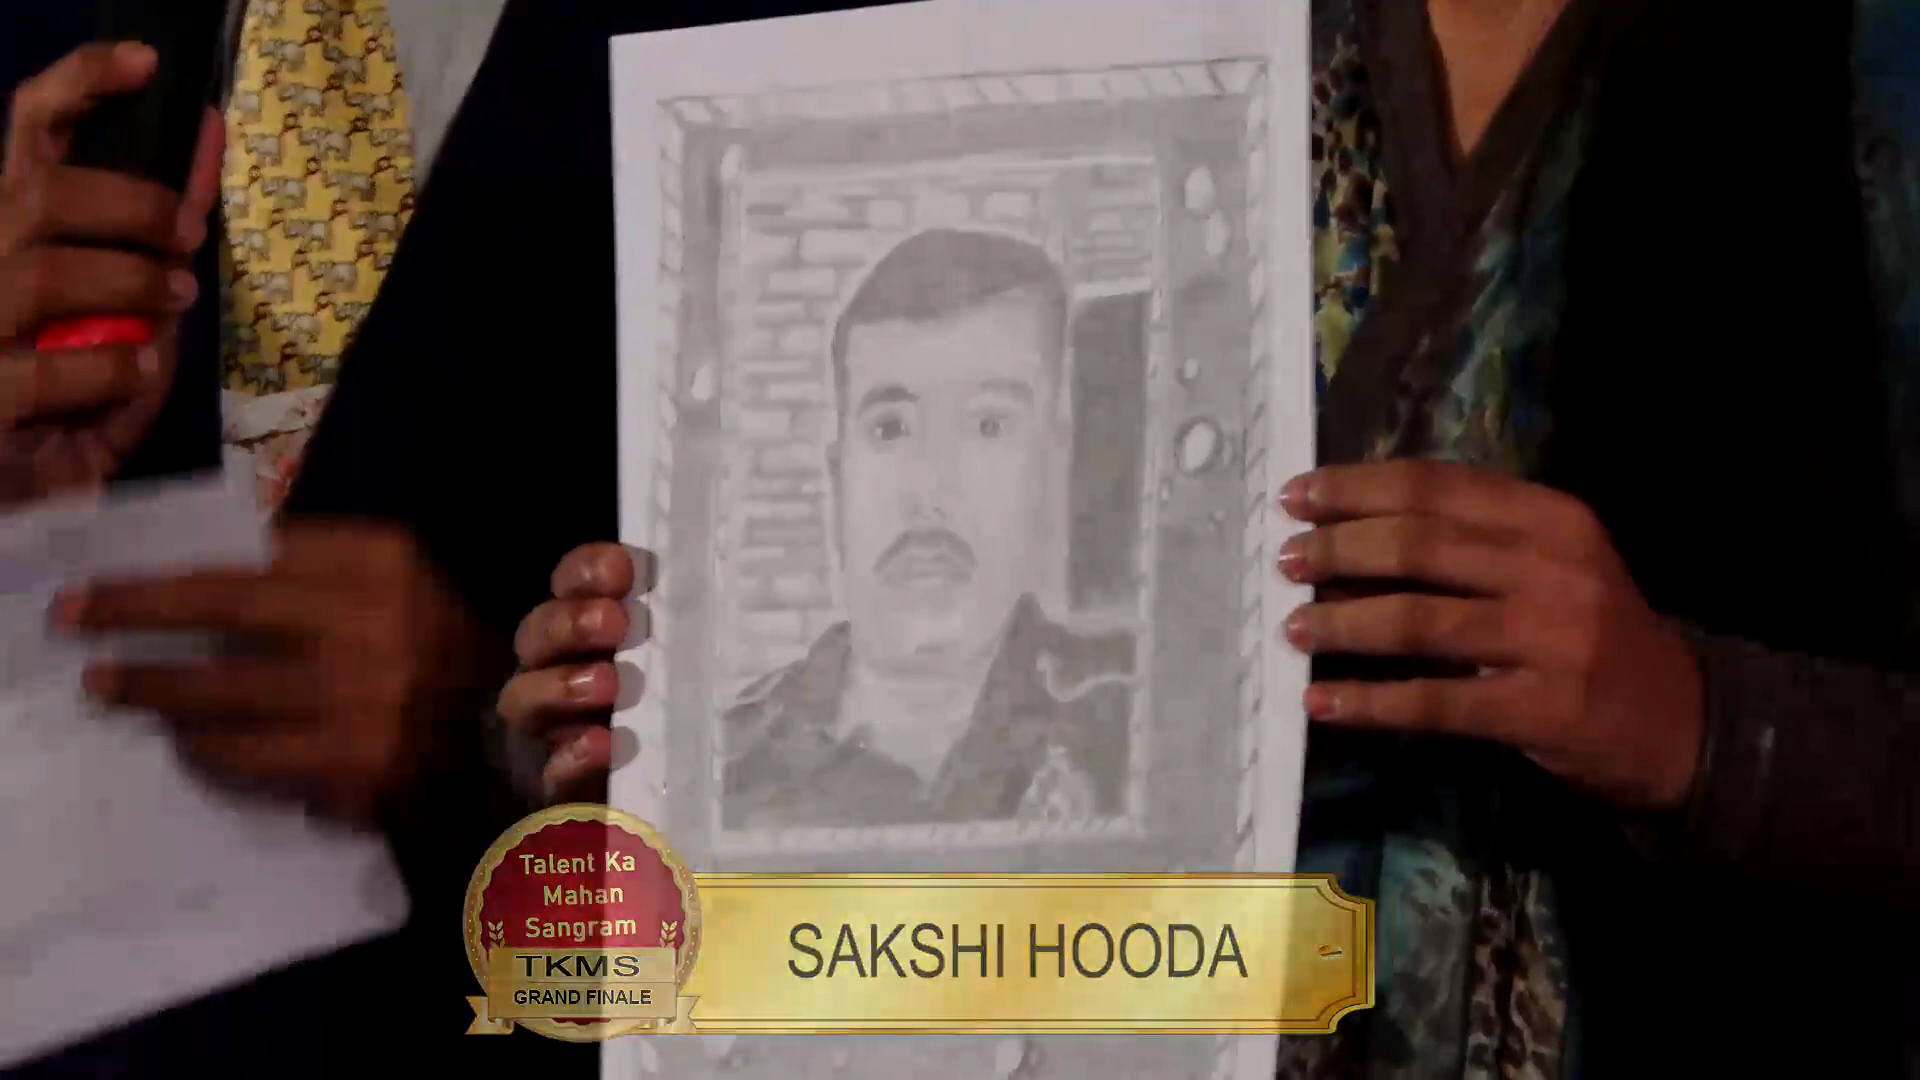 Talent Ka
Mahan
Sangram
TKMS
GRAND FINALE
SAKSHI HOODA